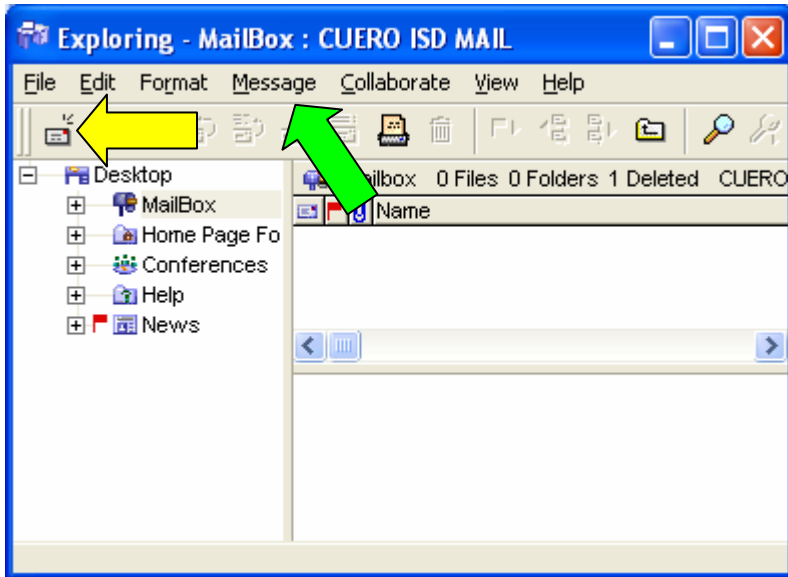 Exploring - MailBox : CUERO ISD MAIL
File Edit Format Message Collaborate View Help
Desktop
MailBox
Home Page Fo
Conferences
Help
News
ailbox 0 Files 0 Folders 1 Deleted CUERO
Name